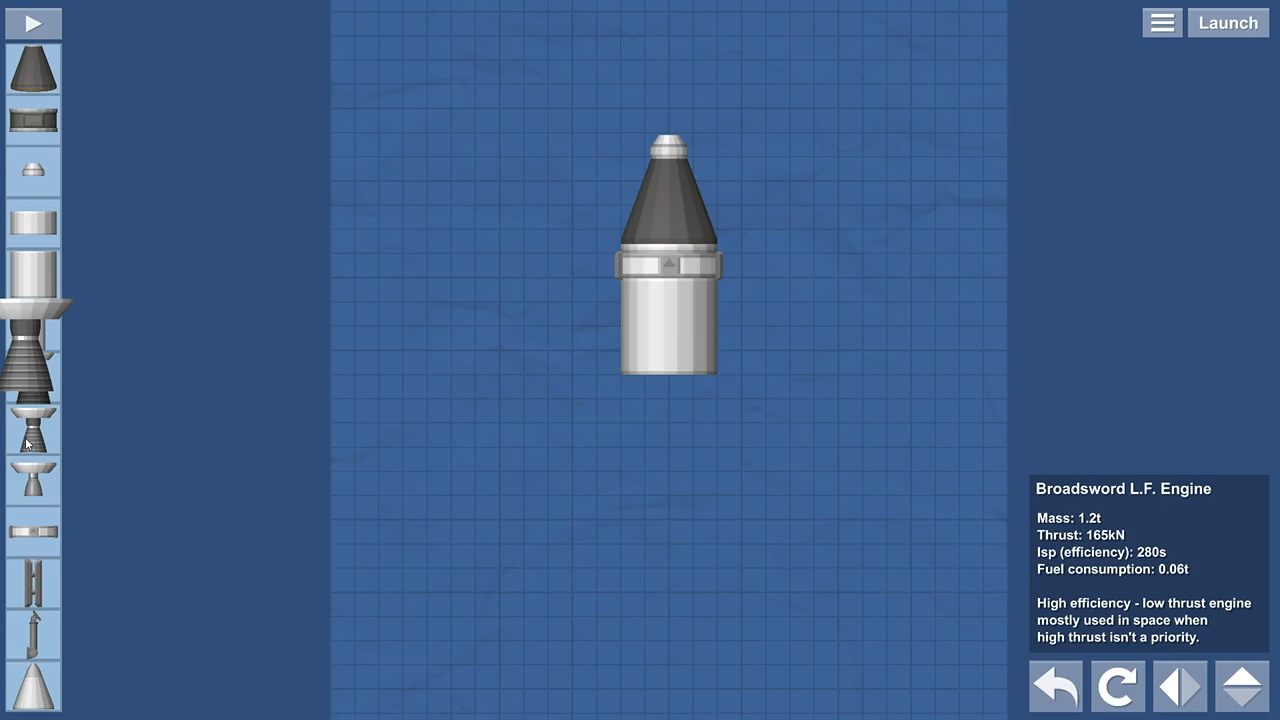 Launch
Broadsword L.F. Engine
Mass: 1.2t
Thrust: 165kN
Isp (efficiency): 280s
Fuel consumption: 0.06t
High efficiency - low thrust engine
mostly used in space when
high thrust isn't a priority.